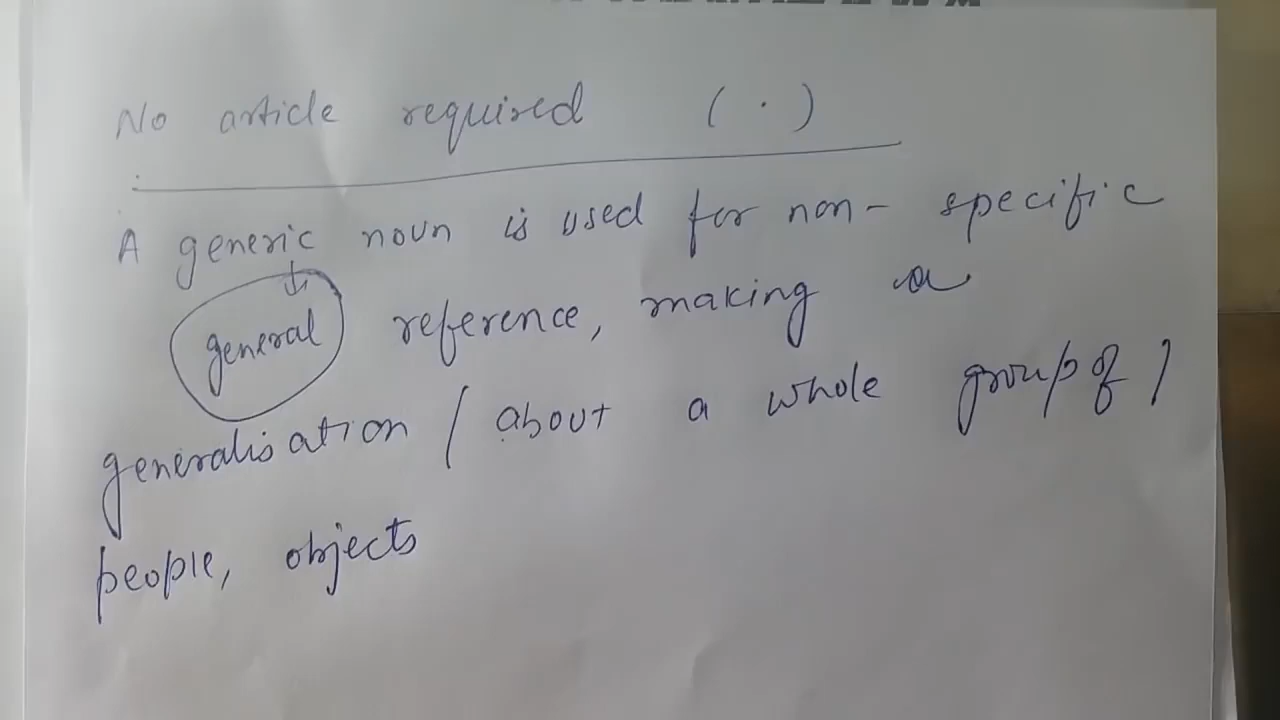 No article required ( . )
A generic noun is used for non- specific
general reference, making a
generalisation / about a whole group of /
people, objects